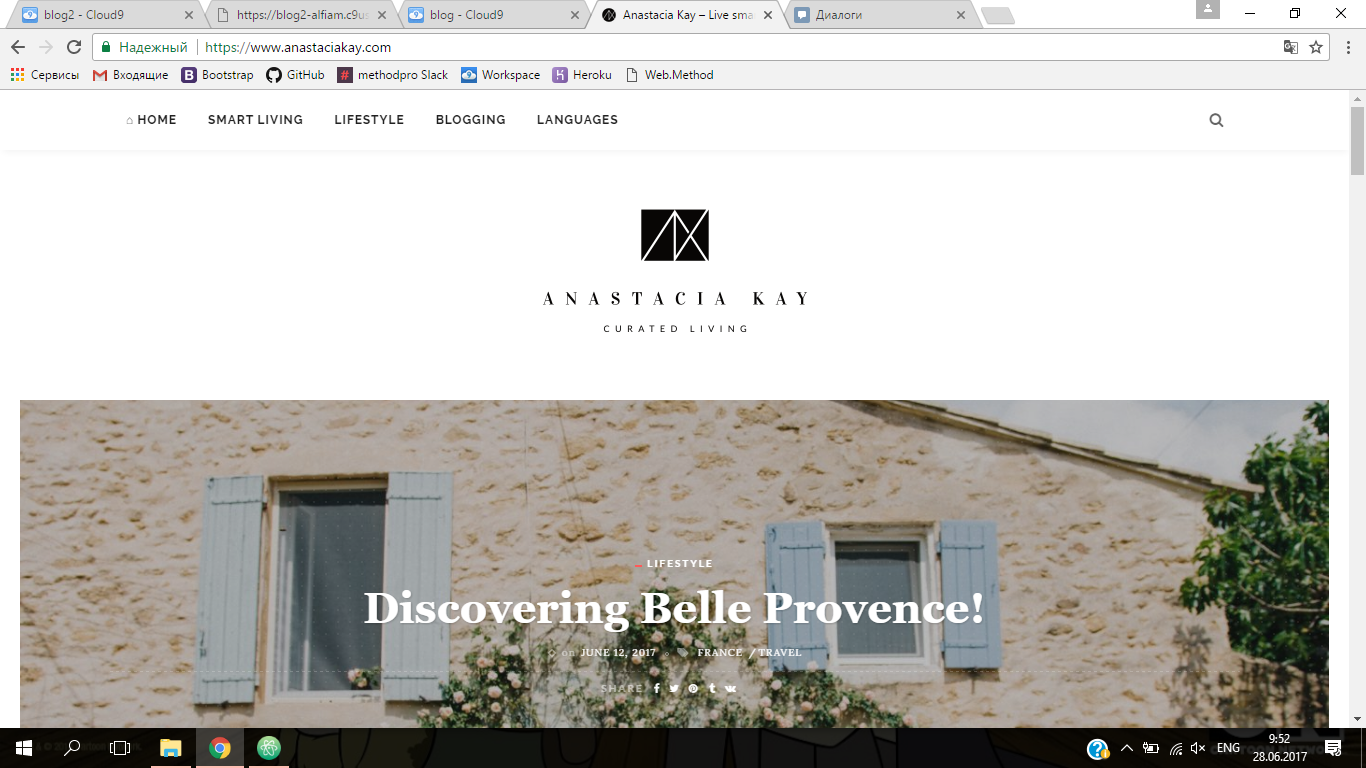 blog2 - Cloud9
https://blog2-alfiam.c9us
blog - Cloud9
Anastacia Kay – Live sma
Диалоги
Надежный
https://www.anastaciakay.com
Сервисы
Входящие
Bootstrap
GitHub
methodpro Slack
Workspace
Heroku
Web.Method
HOME
SMART LIVING
LIFESTYLE
BLOGGING
LANGUAGES
ANASTACIA KAY
CURATED LIVING
LIFESTYLE
Discovering Belle Provence!
on JUNE 12, 2017
FRANCE / TRAVEL
SHARE
ENG
9:52
28.06.2017